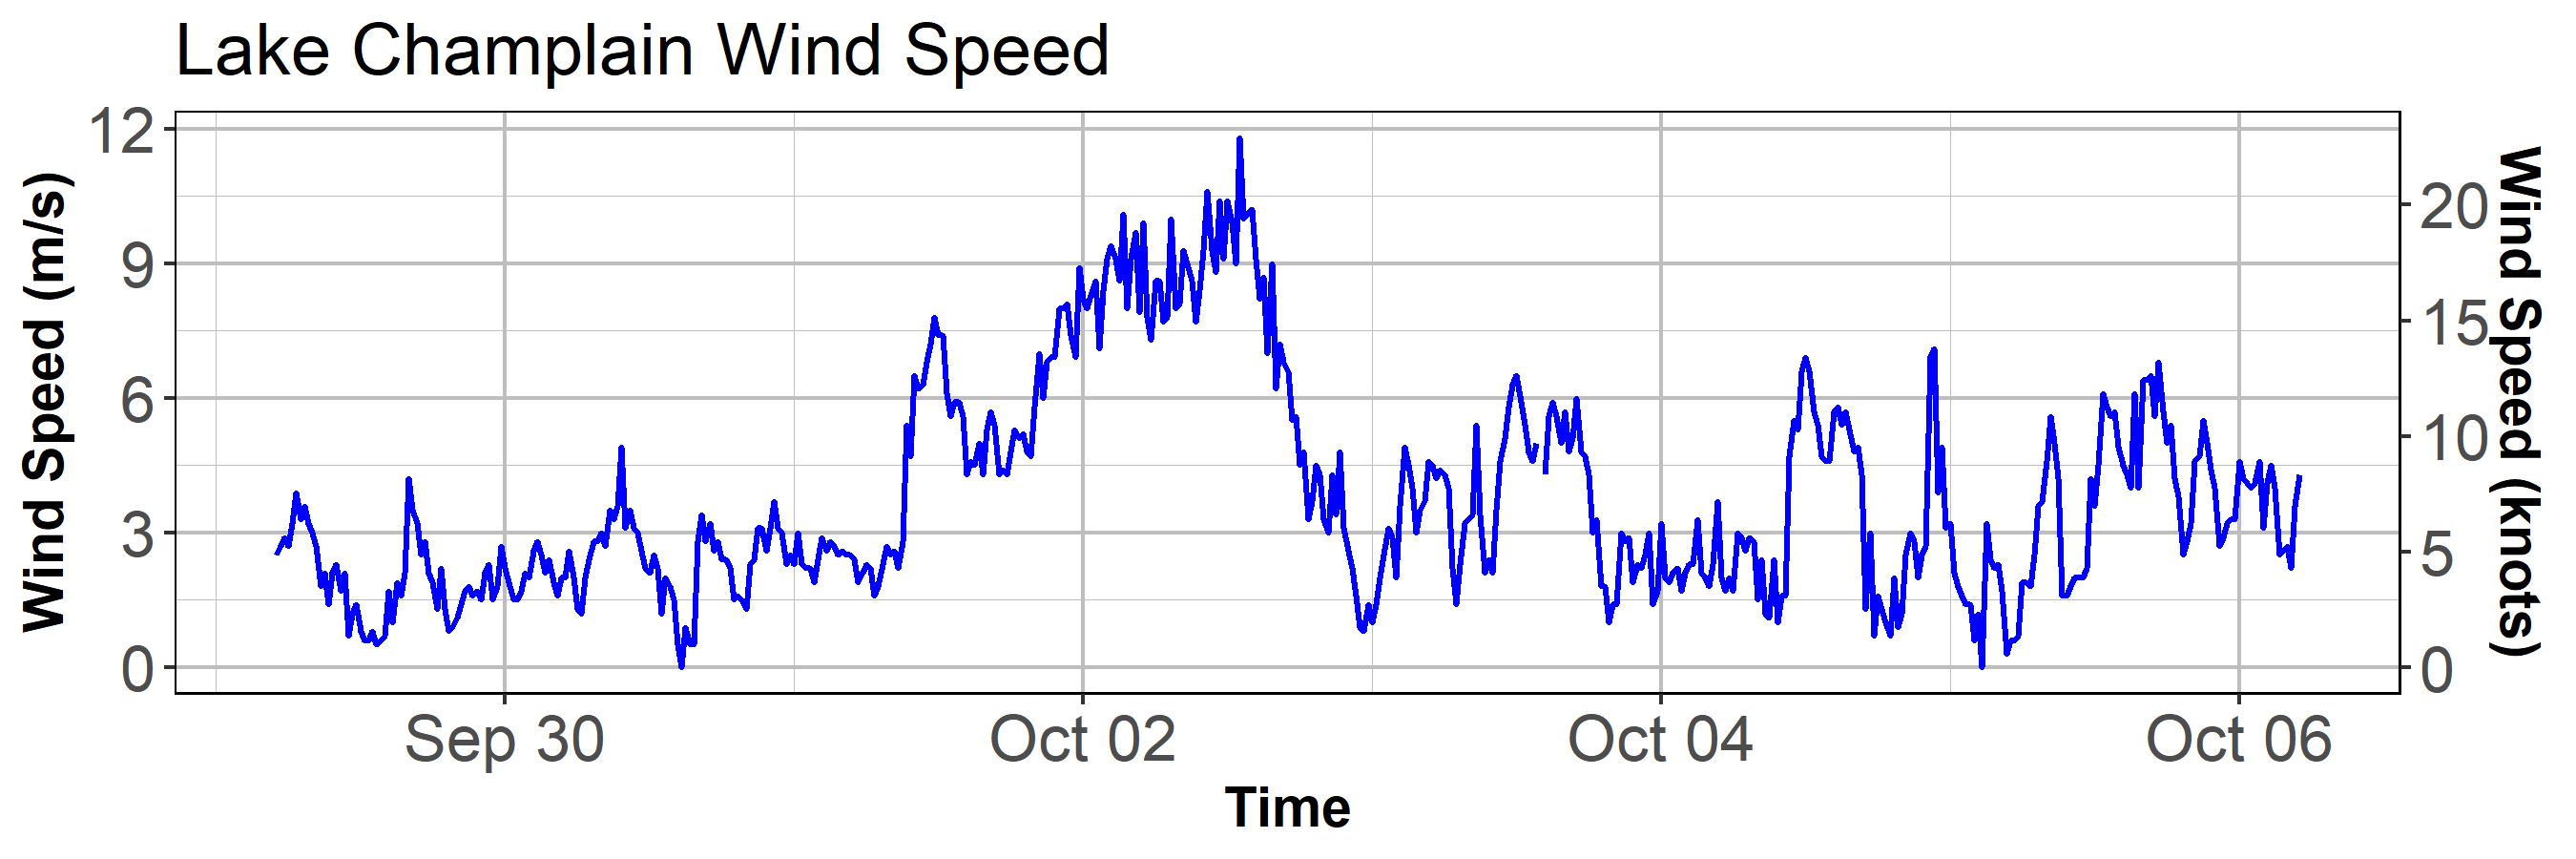 Lake Champlain Wind Speed
Wind Speed (m/s)
12
9
6
3
0
20
15
10
5
0
Wind Speed (knots)
Sep 30
Oct 02
Oct 04
Oct 06
Time